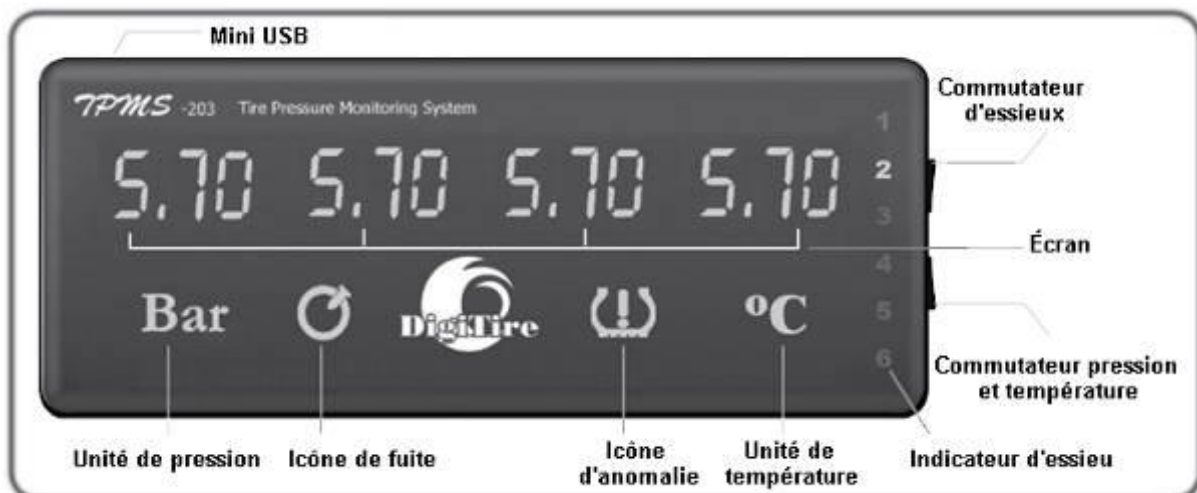 Mini USB
TPMS -203 Tire Pressure Monitoring System
1
Commutateur
d'essieux
5.70 5.70 5.70 5.70
2
3
Écran
4
Bar DigiTire ºC
5
6
Commutateur pression
et température
Unité de pression
Icône de fuite
Icône
d'anomalie
Unité de
température
Indicateur d'essieu